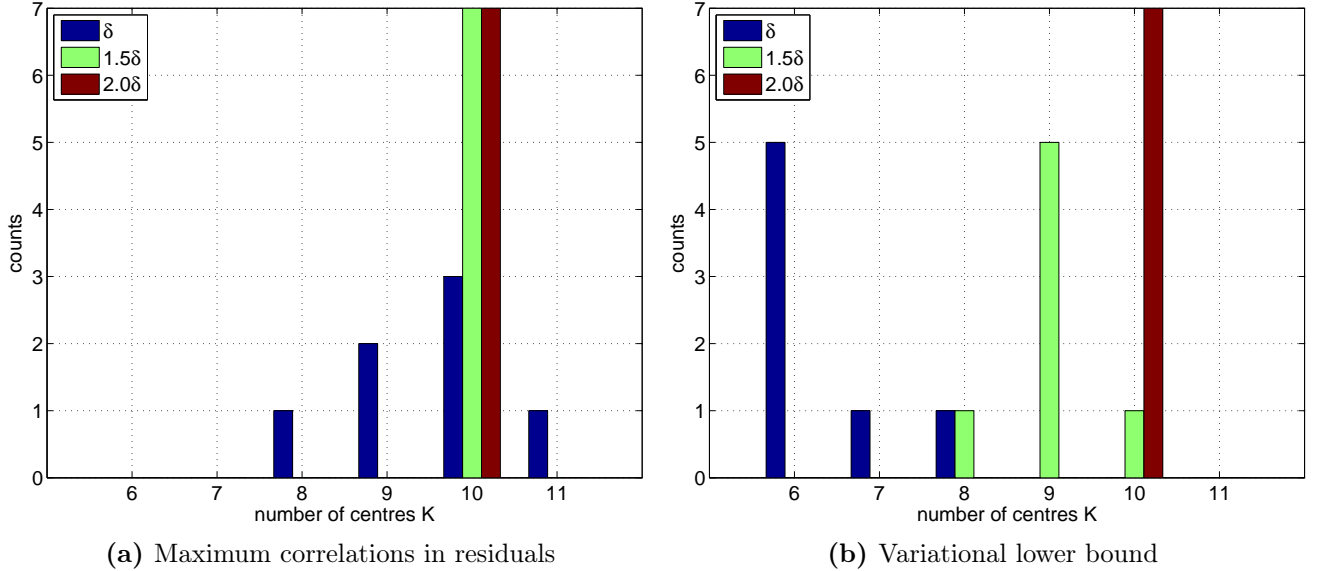 7
6
5
4
3
2
1
0
counts
δ
1.5δ
2.0δ
6 7 8 9 10 11
number of centres K
(a) Maximum correlations in residuals
7
6
5
4
3
2
1
0
counts
δ
1.5δ
2.0δ
6 7 8 9 10 11
number of centres K
(b) Variational lower bound